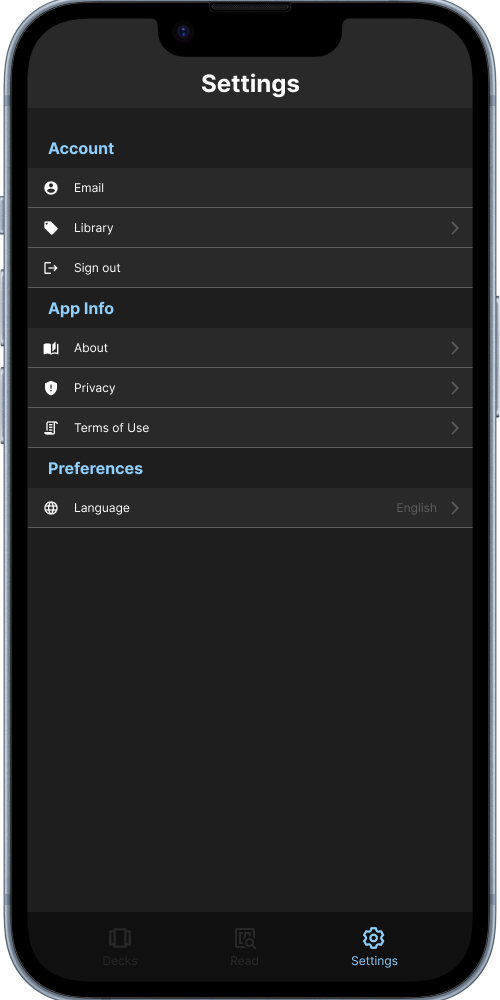 Settings
Account
Email
Library
Sign out
App Info
About
Privacy
Terms of Use
Preferences
Language English
Decks Read Settings